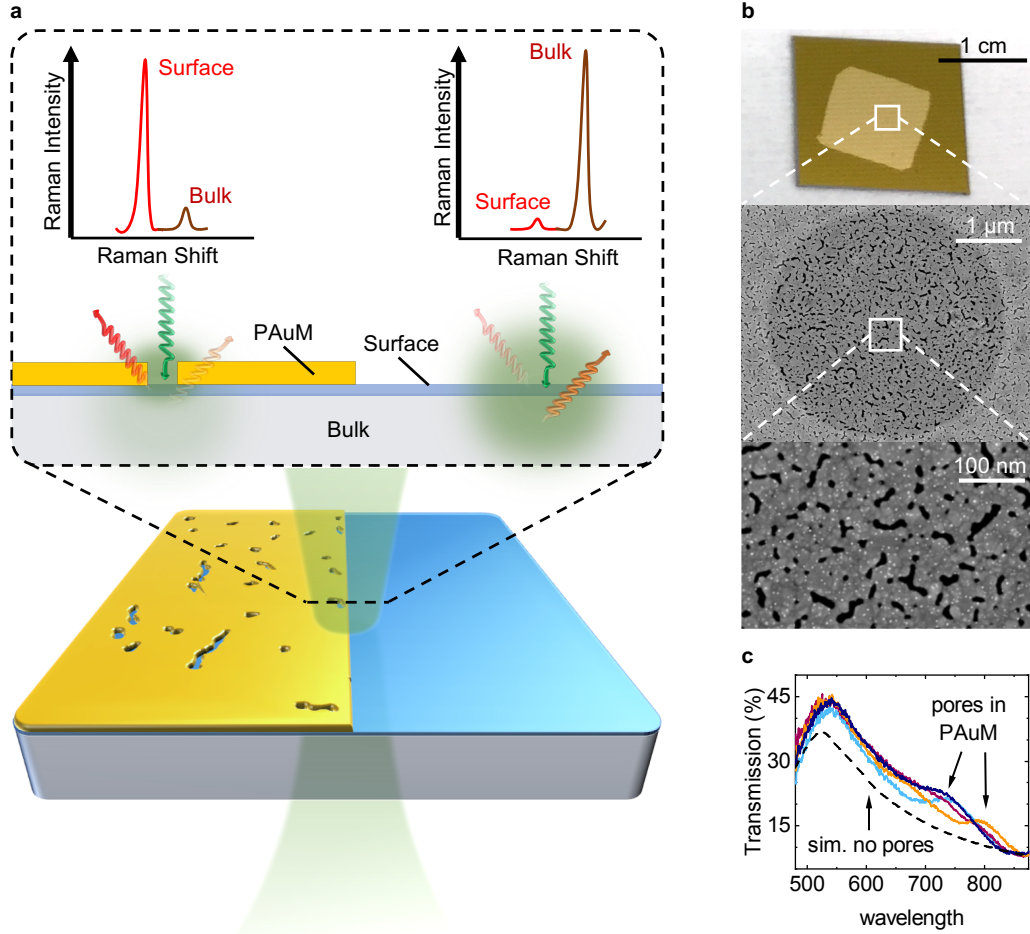 a
Raman Intensity
Surface
Bulk
Raman Shift
Raman Intensity
Bulk
Surface
Raman Shift
PAuM
Surface
Bulk
b
1 cm
1 µm
100 nm
c
Transmission (%)
45
30
15
pores in
PAuM
sim. no pores
500 600 700 800
wavelength